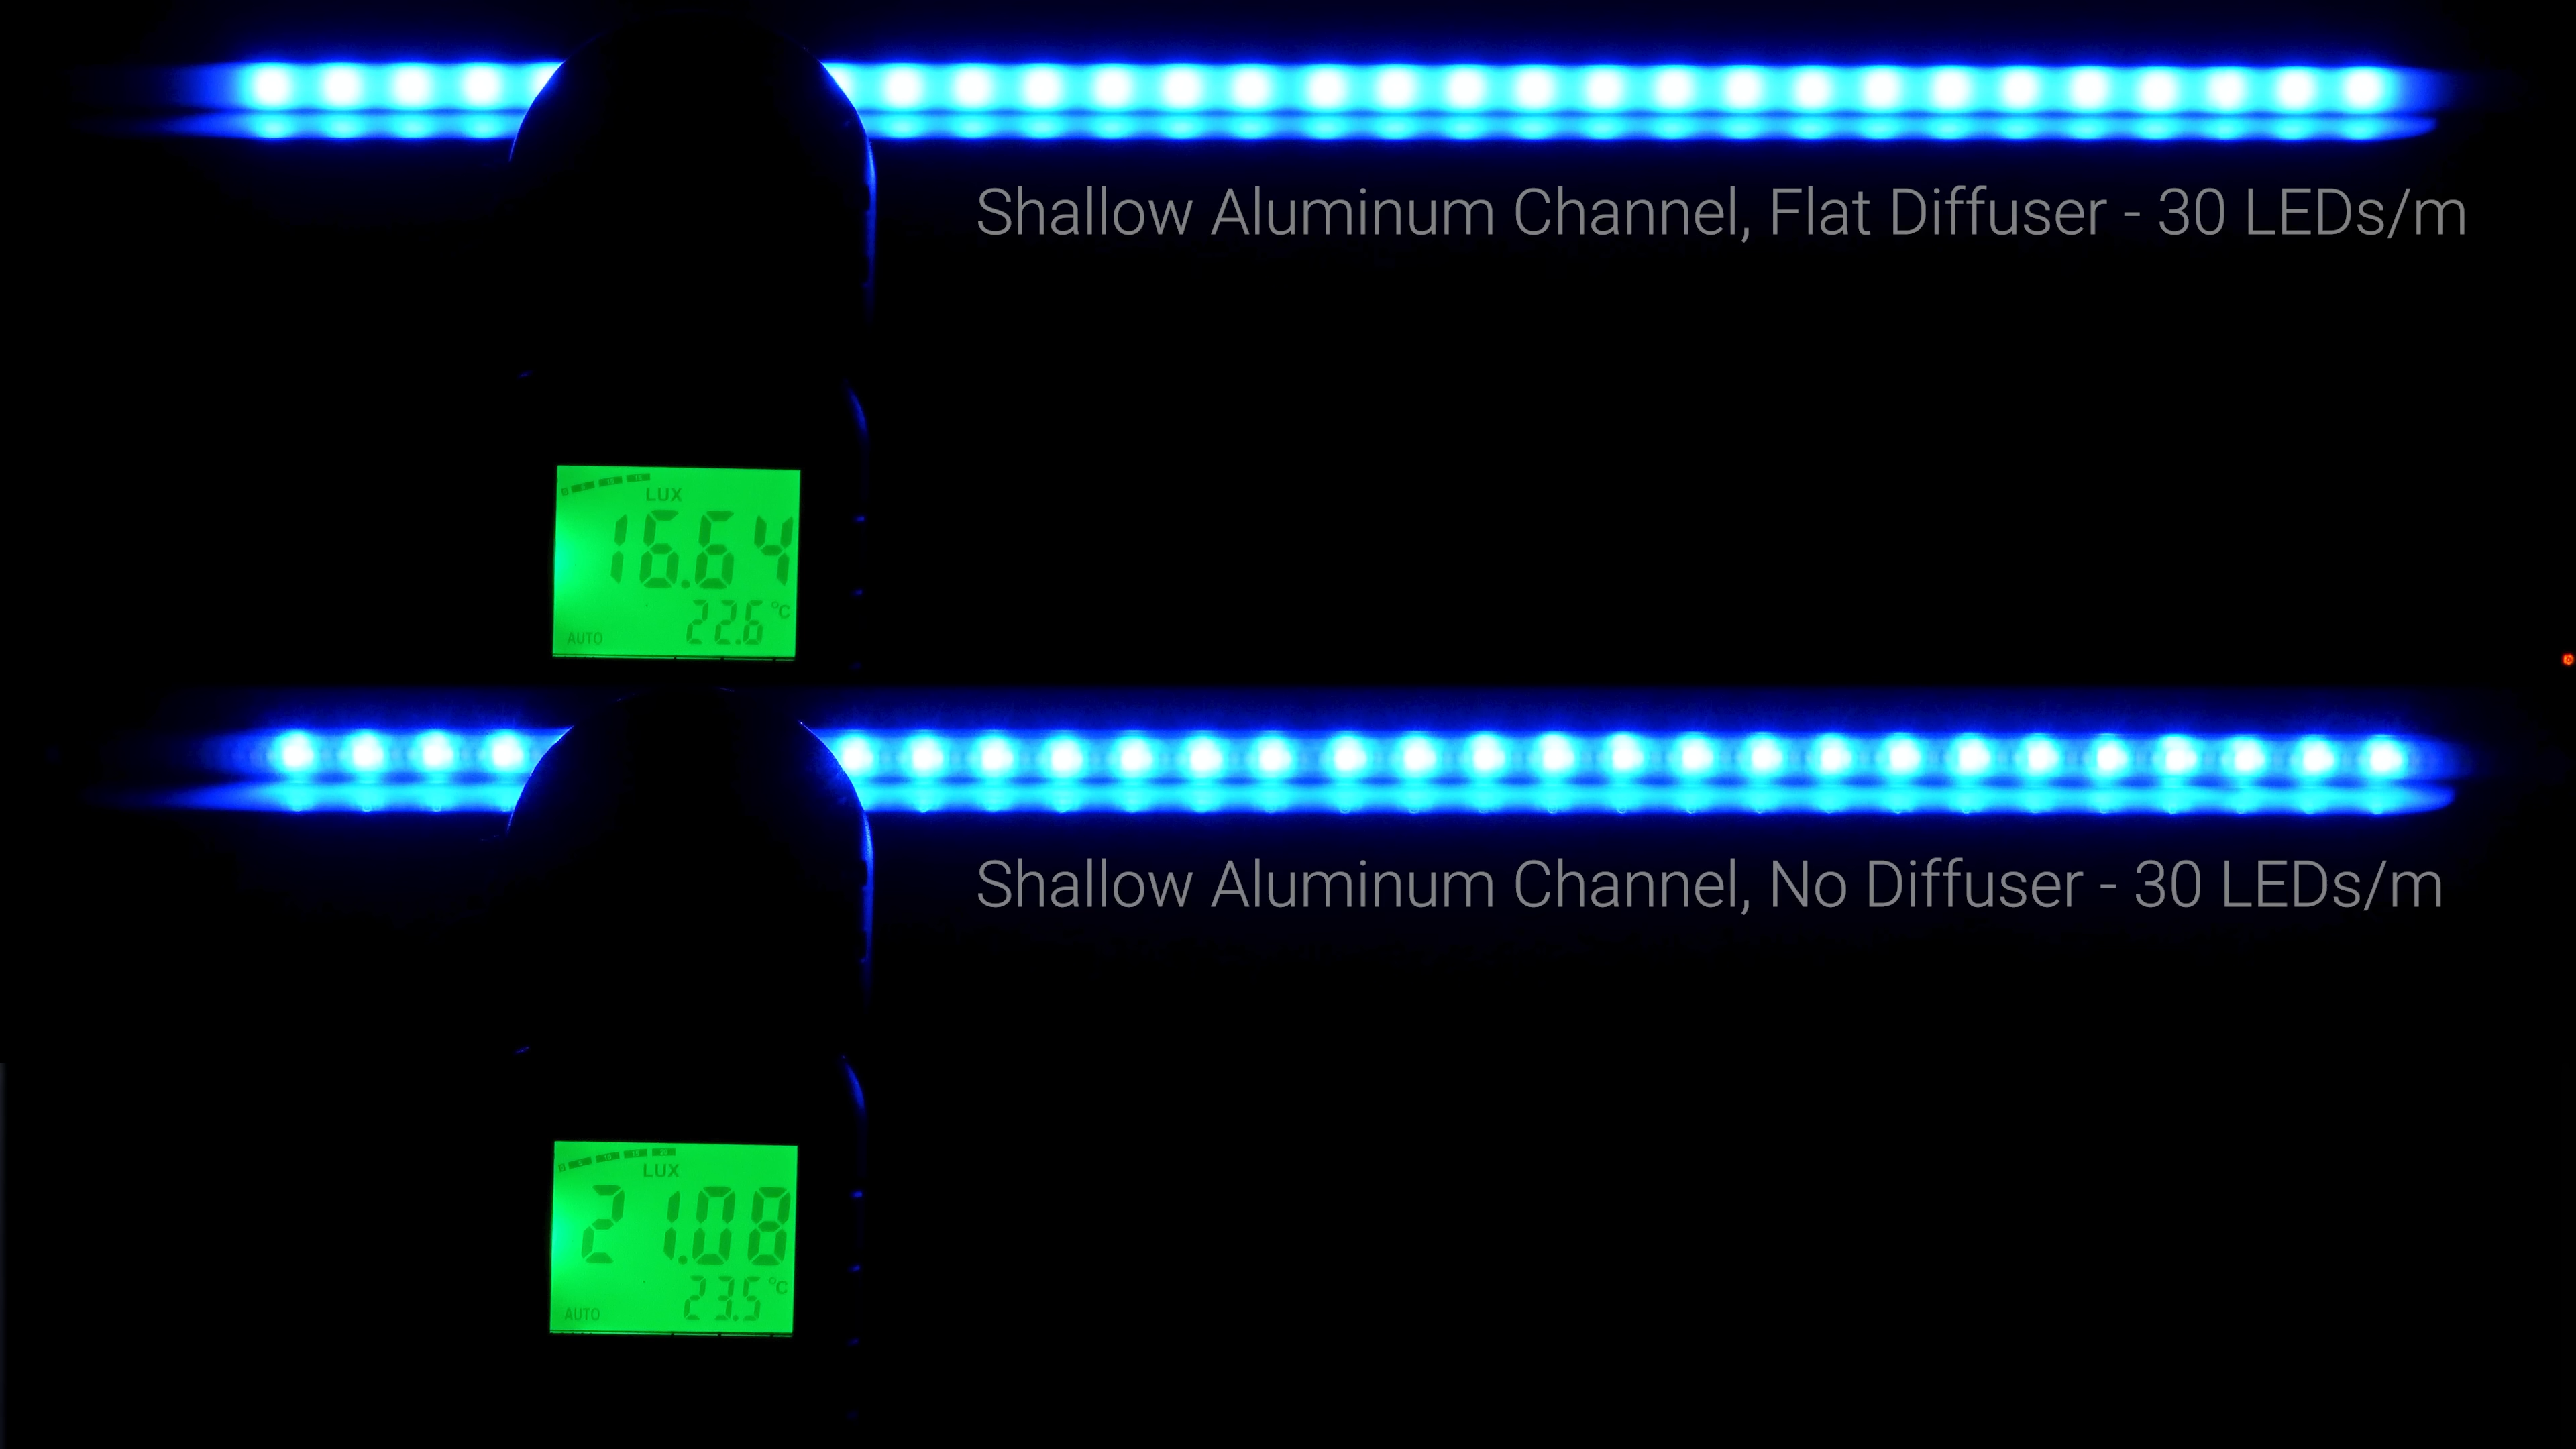 Shallow Aluminum Channel, Flat Diffuser - 30 LEDs/m
LUX
16.64
22.6 °C
AUTO
Shallow Aluminum Channel, No Diffuser - 30 LEDs/m
LUX
21.08
23.5 °C
AUTO